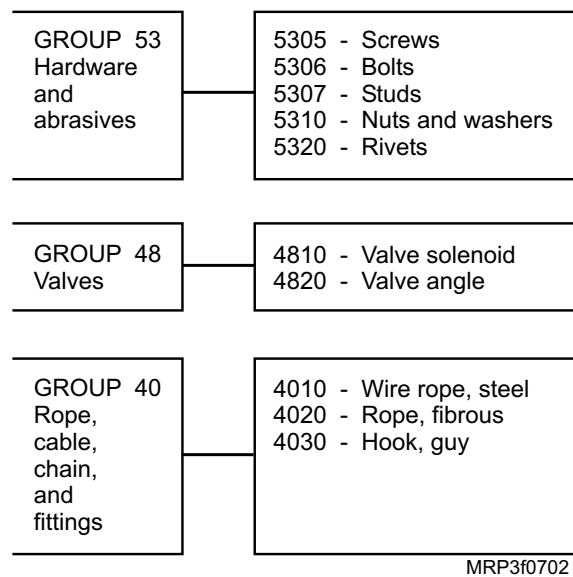 GROUP 53
Hardware
and
abrasives
5305 - Screws
5306 - Bolts
5307 - Studs
5310 - Nuts and washers
5320 - Rivets
GROUP 48
Valves
4810 - Valve solenoid
4820 - Valve angle
GROUP 40
Rope,
cable,
chain,
and
fittings
4010 - Wire rope, steel
4020 - Rope, fibrous
4030 - Hook, guy
MRP3f0702